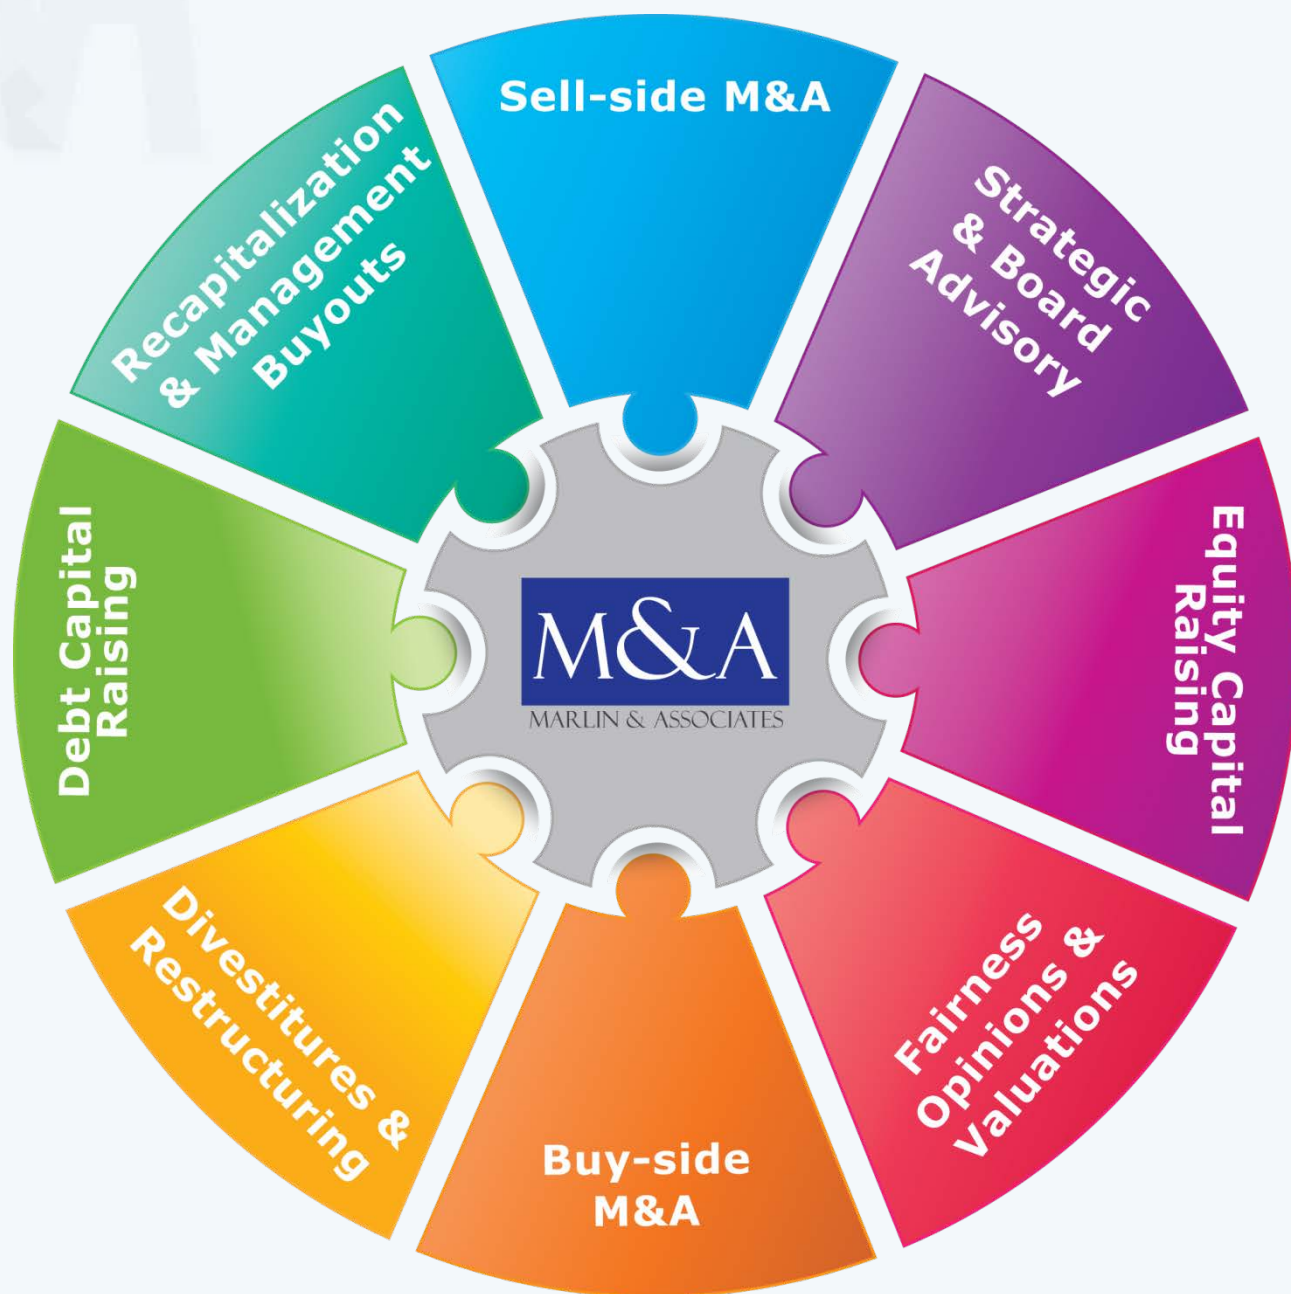 Sell-side M&A
Strategic
& Board
Advisory
Equity Capital
Raising
Fairness
Opinions &
Valuations
Buy-side
M&A
Divestitures &
Restructuring
Debt Capital
Raising
Recapitalization
& Management
Buyouts
M&A
MARLIN & ASSOCIATES